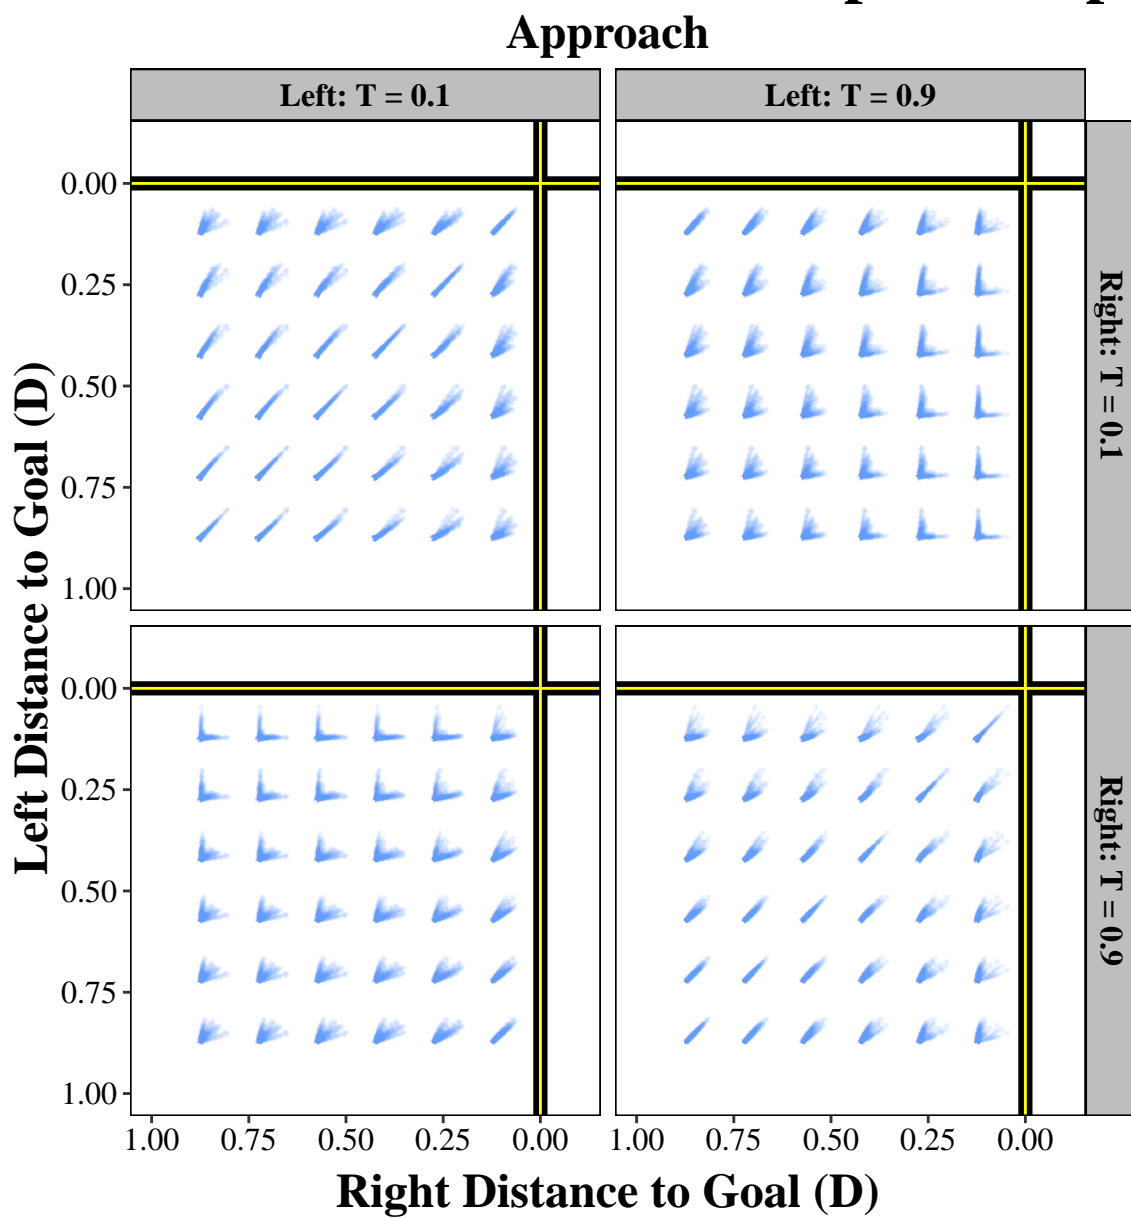 Approach
Left: T = 0.1
Left: T = 0.9
0.00
0.25
0.50
0.75
1.00
Right: T = 0.1
0.00
0.25
0.50
0.75
1.00
Right: T = 0.9
Left Distance to Goal (D)
1.00 0.75 0.50 0.25 0.00
1.00 0.75 0.50 0.25 0.00
Right Distance to Goal (D)